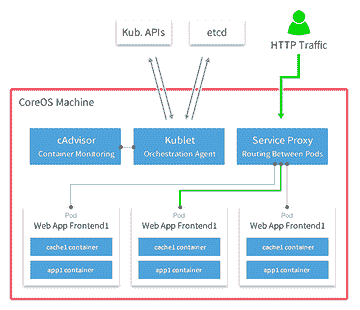 Kub. APIs
etcd
HTTP Traffic
CoreOS Machine
cAdvisor
Container Monitoring
Kublet
Orchestration Agent
Service Proxy
Routing Between Pods
Pod
Web App Frontend1
cache1 container
app1 container
Pod
Web App Frontend1
cache1 container
app1 container
Pod
Web App Frontend1
cache1 container
app1 container